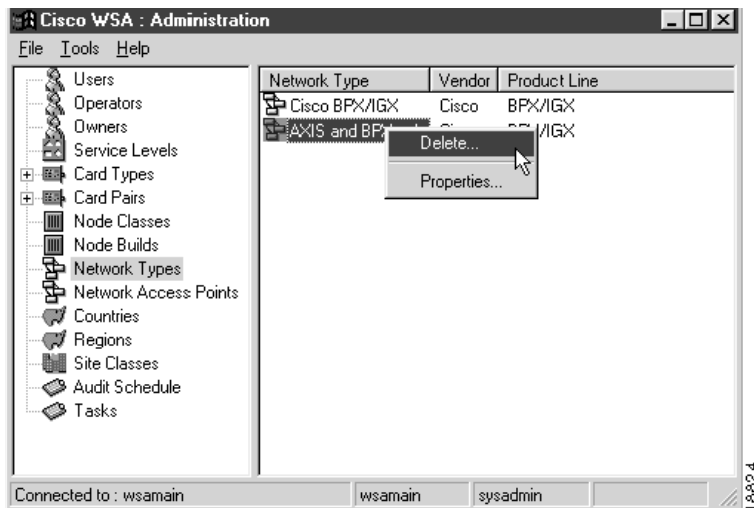 Cisco WSA : Administration
File Tools Help
Users
Operators
Owners
Service Levels
Card Types
Card Pairs
Node Classes
Node Builds
Network Types
Network Access Points
Countries
Regions
Site Classes
Audit Schedule
Tasks
Network Type Vendor Product Line
Cisco BPX/IGX Cisco BPX/IGX
AXIS and
Delete...
Properties...
Connected to : wsamain wsamain sysadmin